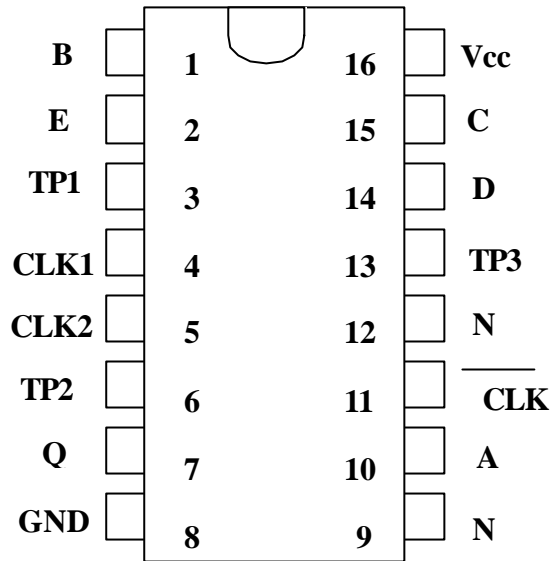 B 1 16 Vcc
E 2 15 C
TP1 3 14 D
CLK1 4 13 TP3
CLK2 5 12 N
TP2 6 11 C̅L̅K̅
Q 7 10 A
GND 8 9 N